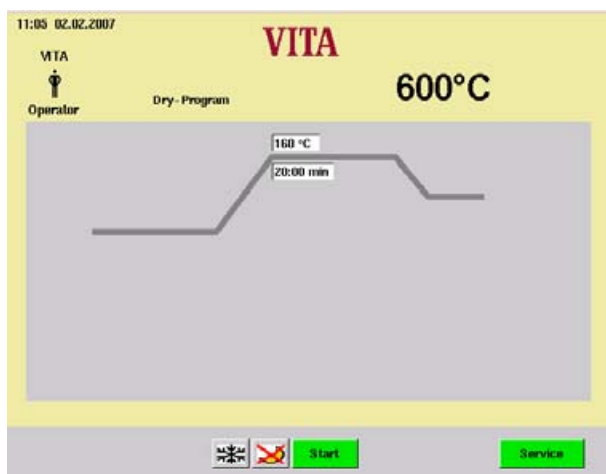 11:05 02.02.2007
VITA
VITA
Operator
Dry-Program
600°C
160 °C
20:00 min
Start
Service